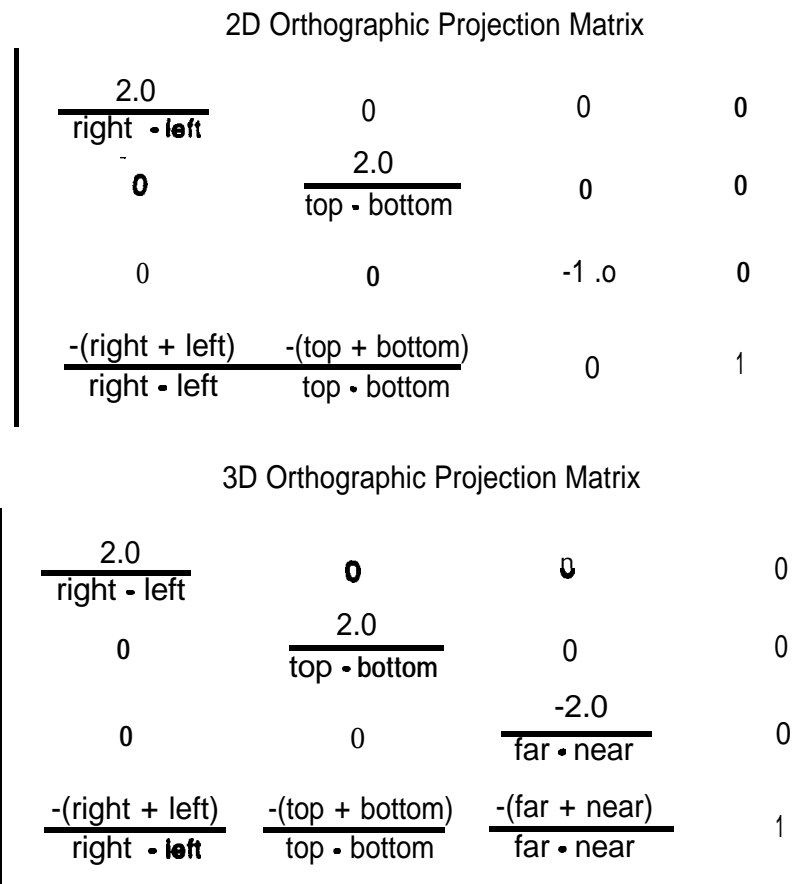 2D Orthographic Projection Matrix
2.0
right - left 0 0 0
0 2.0
top - bottom 0 0
0 0 -1 .o 0
-(right + left)
right - left -(top + bottom)
top - bottom 0 1
3D Orthographic Projection Matrix
2.0
right - left 0 0 0
0 2.0
top - bottom 0 0
0 0 -2.0
far - near 0
-(right + left)
right - left -(top + bottom)
top - bottom -(far + near)
far - near 1